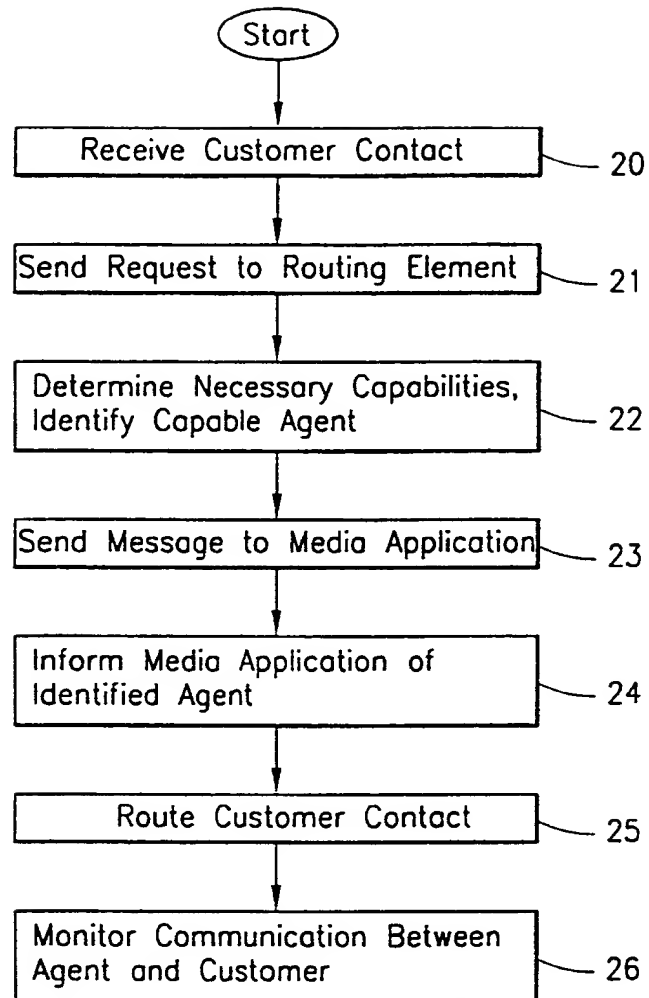 Start
Receive Customer Contact
20
Send Request to Routing Element
21
Determine Necessary Capabilities,
Identify Capable Agent
22
Send Message to Media Application
23
Inform Media Application of
Identified Agent
24
Route Customer Contact
25
Monitor Communication Between
Agent and Customer
26